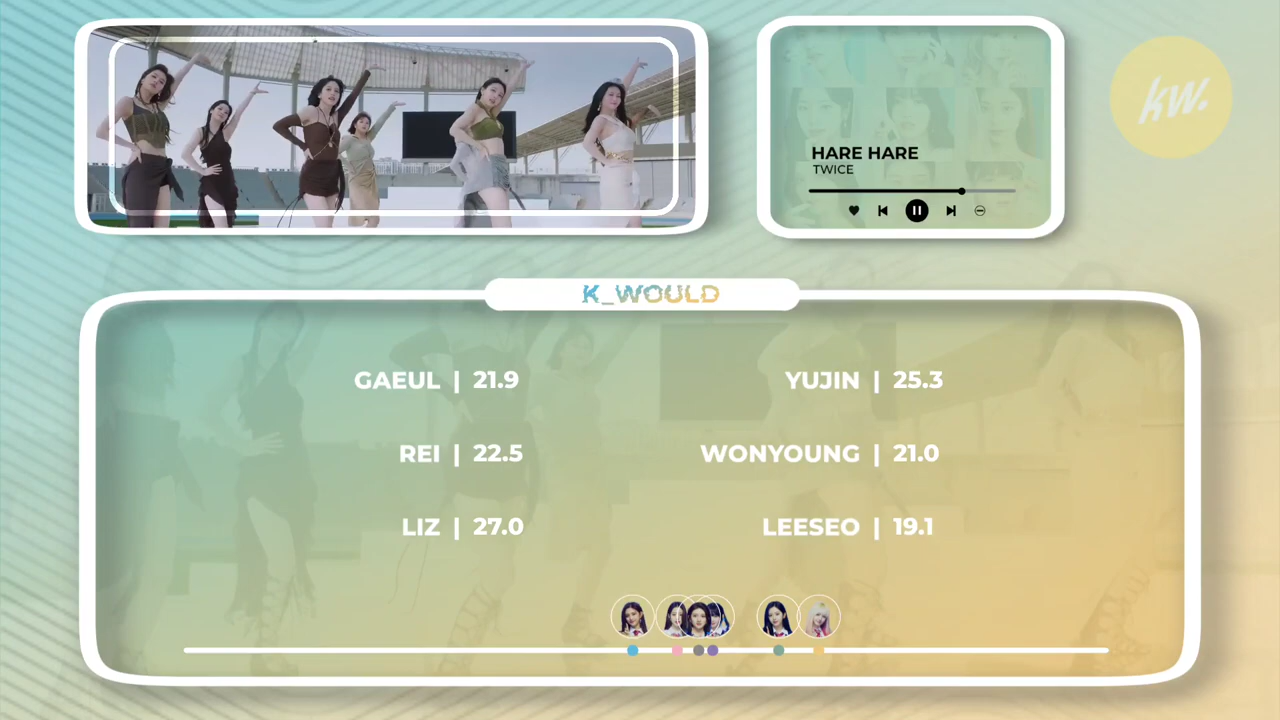 kw.
HARE HARE
TWICE
K_WOULD
GAEUL | 21.9
YUJIN | 25.3
REI | 22.5
WONYOUNG | 21.0
LIZ | 27.0
LEESEO | 19.1